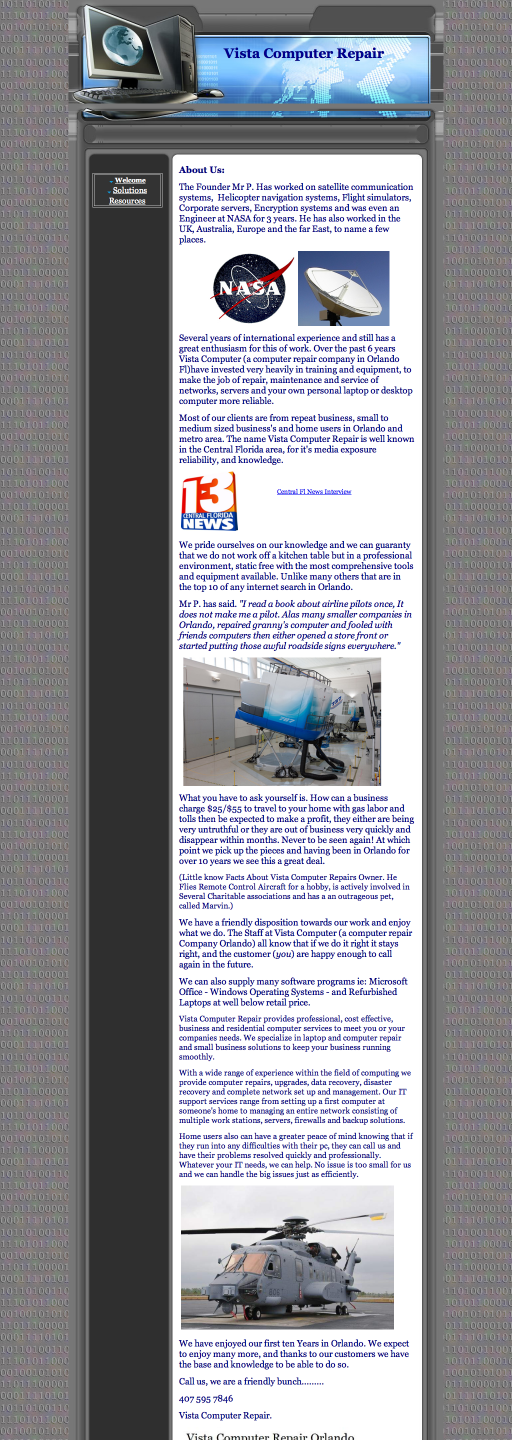 Vista Computer Repair
Welcome
Solutions
Resources
About Us:
The Founder Mr P. Has worked on satellite communication
systems, Helicopter navigation systems, Flight simulators,
Corporate servers, Encryption systems and was even an
Engineer at NASA for 3 years. He has also worked in the
UK, Australia, Europe and the far East, to name a few
places.
NASA
Several years of international experience and still has a
great enthusiasm for this of work. Over the past 6 years
Vista Computer (a computer repair company in Orlando
Fl)have invested very heavily in training and equipment, to
make the job of repair, maintenance and service of
networks, servers and your own personal laptop or desktop
computer more reliable.
Most of our clients are from repeat business, small to
medium sized business's and home users in Orlando and
metro area. The name Vista Computer Repair is well known
in the Central Florida area, for it's media exposure
reliability, and knowledge.
13
CENTRAL FLORIDA
NEWS
Central Fl News Interview
We pride ourselves on our knowledge and we can guaranty
that we do not work off a kitchen table but in a professional
environment, static free with the most comprehensive tools
and equipment available. Unlike many others that are in
the top 10 of any internet search in Orlando.
Mr P. has said. "I read a book about airline pilots once, It
does not make me a pilot. Alas many smaller companies in
Orlando, repaired granny's computer and fooled with
friends computers then either opened a store front or
started putting those awful roadside signs everywhere."
What you have to ask yourself is. How can a business
charge $25/$55 to travel to your home with gas labor and
tolls then be expected to make a profit, they either are being
very untruthful or they are out of business very quickly and
disappear within months. Never to be seen again! At which
point we pick up the pieces and having been in Orlando for
over 10 years we see this a great deal.
(Little know Facts About Vista Computer Repairs Owner. He
Flies Remote Control Aircraft for a hobby, is actively involved in
Several Charitable associations and has a an outrageous pet,
called Marvin.)
We have a friendly disposition towards our work and enjoy
what we do. The Staff at Vista Computer (a computer repair
Company Orlando) all know that if we do it right it stays
right, and the customer (you) are happy enough to call
again in the future.
We can also supply many software programs ie: Microsoft
Office - Windows Operating Systems - and Refurbished
Laptops at well below retail price.
Vista Computer Repair provides professional, cost effective,
business and residential computer services to meet you or your
companies needs. We specialize in laptop and computer repair
and small business solutions to keep your business running
smoothly.
With a wide range of experience within the field of computing we
provide computer repairs, upgrades, data recovery, disaster
recovery and complete network set up and management. Our IT
support services range from setting up a first computer at
someone's home to managing an entire network consisting of
multiple work stations, servers, firewalls and backup solutions.
Home users also can have a greater peace of mind knowing that if
they run into any difficulties with their pc, they can call us and
have their problems resolved quickly and professionally.
Whatever your IT needs, we can help. No issue is too small for us
and we can handle the big issues just as efficiently.
We have enjoyed our first ten Years in Orlando. We expect
to enjoy many more, and thanks to our customers we have
the base and knowledge to be able to do so.
Call us, we are a friendly bunch.........
407 595 7846
Vista Computer Repair.
Vista Computer Repair Orlando